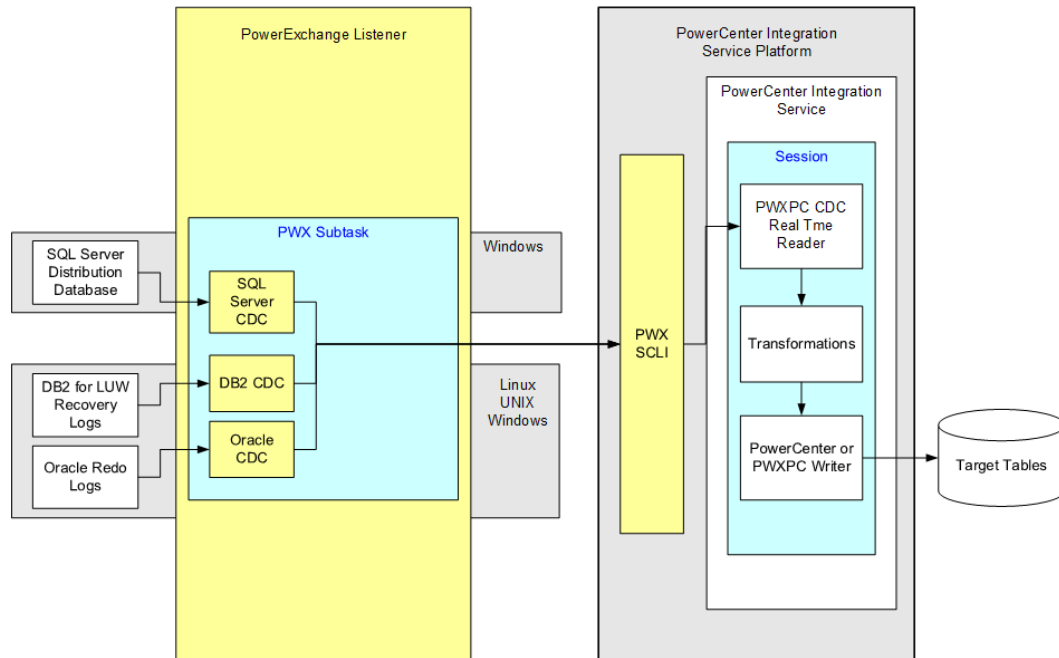 PowerExchange Listener
PowerCenter Integration
Service Platform
PowerCenter Integration
Service
Session
PWX Subtask
Windows
SQL Server
Distribution
Database
SQL
Server
CDC
PWXPC CDC
Real Tme
Reader
PWX
SCLI
Transformations
DB2 for LUW
Recovery
Logs
DB2 CDC
Linux
UNIX
Windows
Oracle Redo
Logs
Oracle
CDC
PowerCenter or
PWXPC Writer
Target Tables